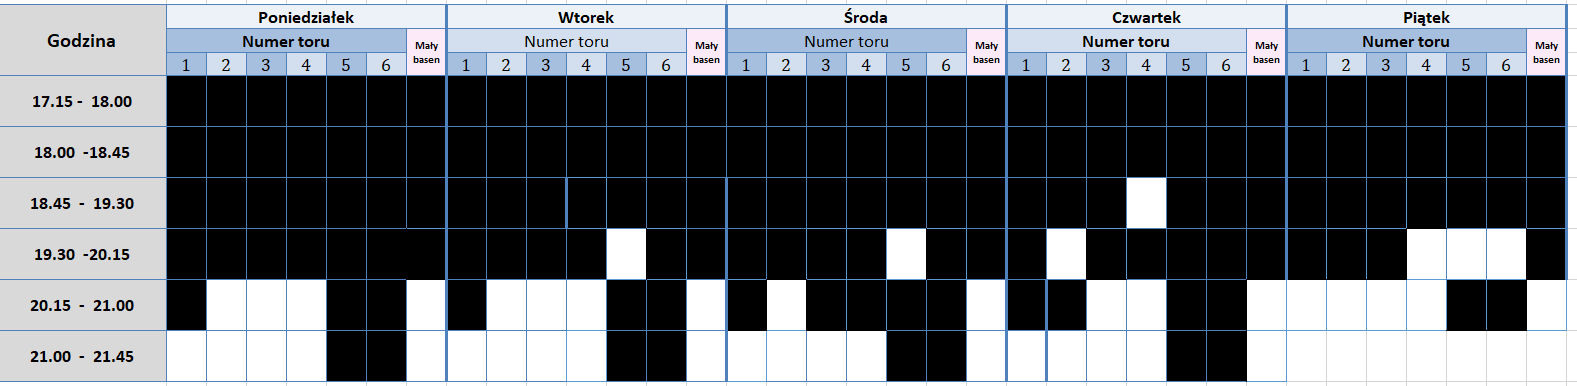 Godzina Poniedziałek Wtorek Środa Czwartek Piątek
Numer toru Mały basen Numer toru Mały basen Numer toru Mały basen Numer toru Mały basen Numer toru Mały basen
1 2 3 4 5 6 1 2 3 4 5 6 1 2 3 4 5 6 1 2 3 4 5 6 1 2 3 4 5 6
17.15 - 18.00
18.00 -18.45
18.45 - 19.30
19.30 -20.15
20.15 - 21.00
21.00 - 21.45